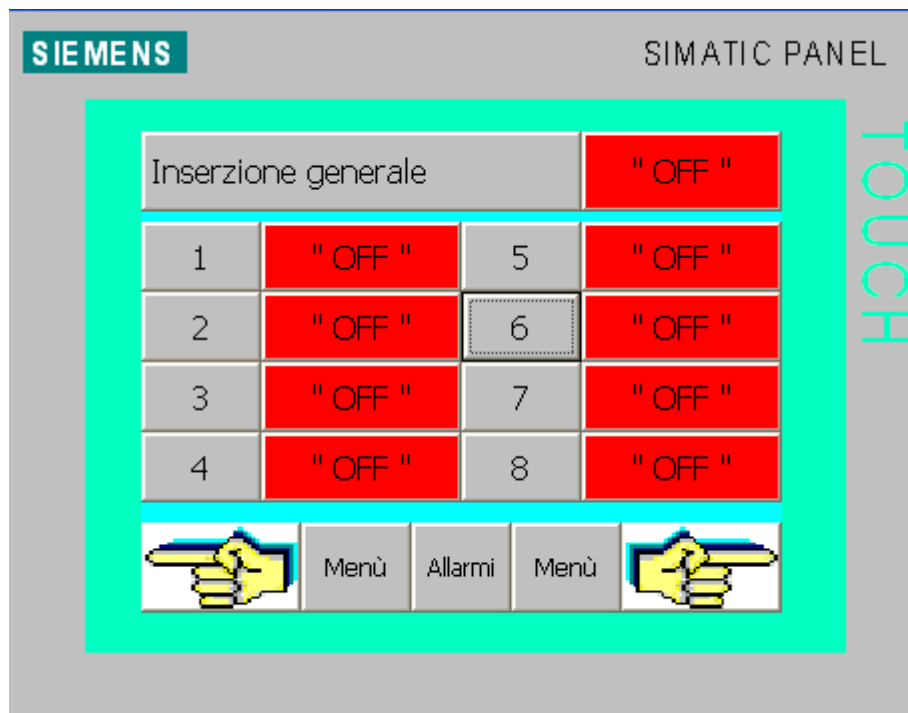 SIEMENS
SIMATIC PANEL
TOUCH
Inserzione generale " OFF "
1 " OFF " 5 " OFF "
2 " OFF " 6 " OFF "
3 " OFF " 7 " OFF "
4 " OFF " 8 " OFF "
Menù Allarmi Menù